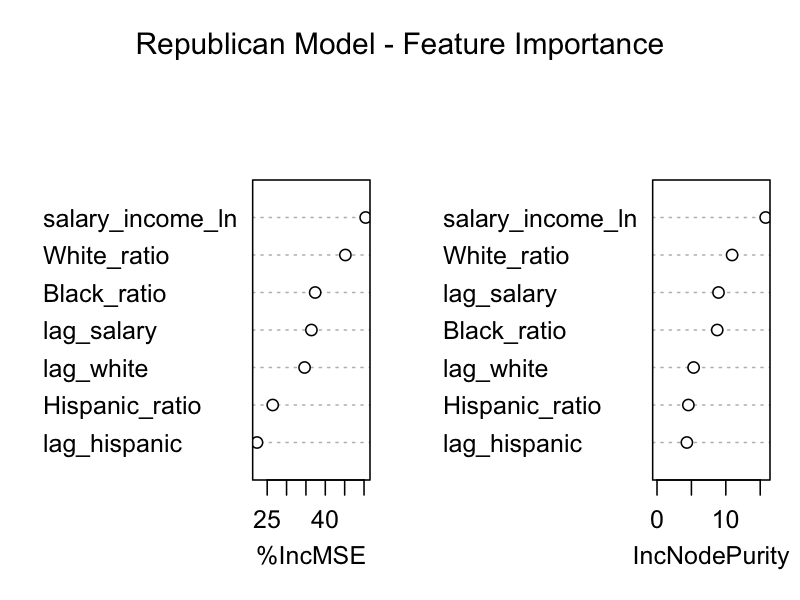 Republican Model - Feature Importance
salary_income_ln
White_ratio
Black_ratio
lag_salary
lag_white
Hispanic_ratio
lag_hispanic
25 40
%IncMSE
salary_income_ln
White_ratio
lag_salary
Black_ratio
lag_white
Hispanic_ratio
lag_hispanic
0 10
IncNodePurity